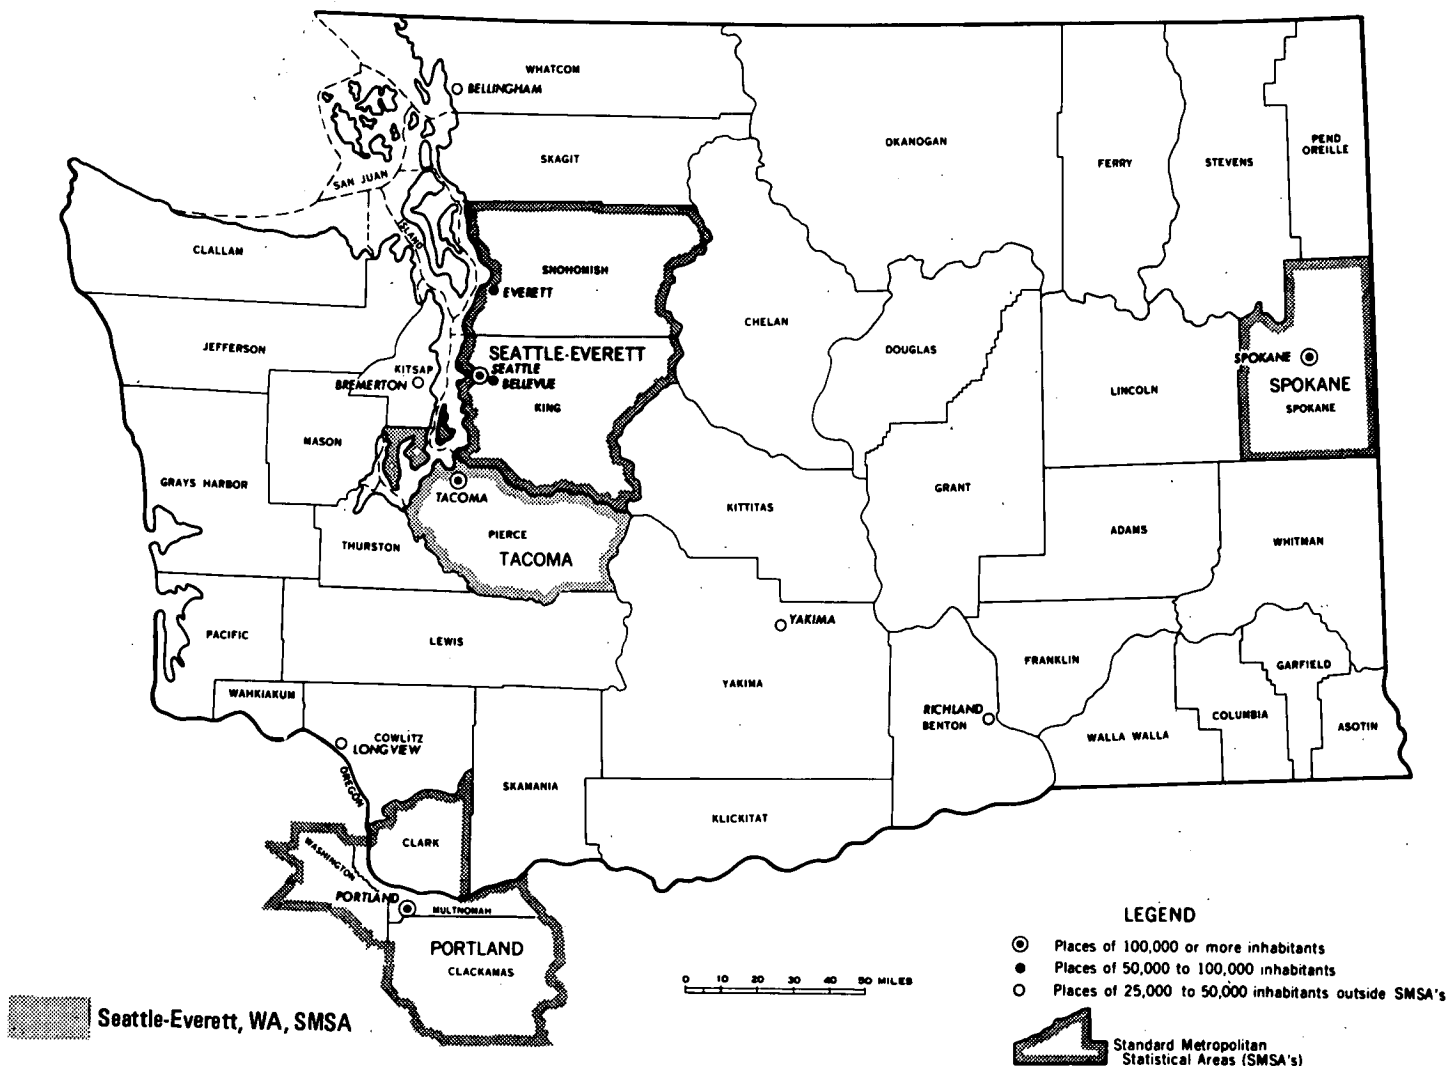 WHATCOM
BELLINGHAM
OKANOGAN
PEND
OREILLE
SKAGIT
FERRY
STEVENS
SAN JUAN
ISLAND
CLALLAM
SNOHOMISH
EVERETT
CHELAN
JEFFERSON
SEATTLE-EVERETT
DOUGLAS
KITSAP
SEATTLE
SPOKANE
BREMERTON
BELLEVUE
SPOKANE
LINCOLN
KING
SPOKANE
MASON
GRAYS HARBOR
TACOMA
GRANT
KITTITAS
ADAMS
PIERCE
WHITMAN
THURSTON
TACOMA
YAKIMA
PACIFIC
LEWIS
FRANKLIN
GARFIELD
YAKIMA
WAHKIAKUM
RICHLAND
BENTON
COLUMBIA
ASOTIN
COWLITZ
LONGVIEW
WALLA WALLA
OREGON
SKAMANIA
KLICKITAT
CLARK
WASHINGTON
PORTLAND
MULTNOMAH
PORTLAND
CLACKAMAS
0 10 20 30 40 50 MILES
LEGEND
Places of 100,000 or more inhabitants
Places of 50,000 to 100,000 inhabitants
Places of 25,000 to 50,000 inhabitants outside SMSA's
Standard Metropolitan
Statistical Areas (SMSA's)
Seattle-Everett, WA, SMSA